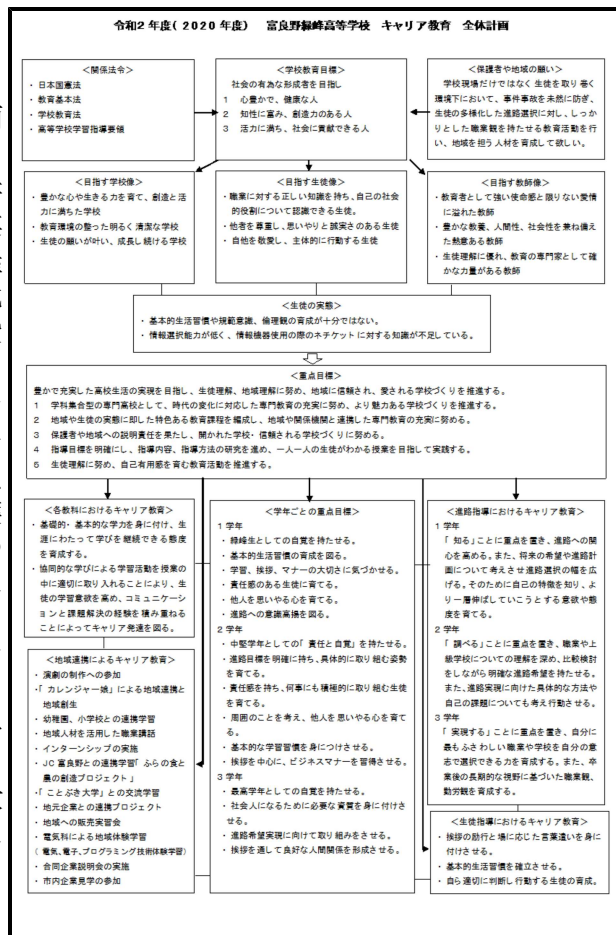 令和２年度(２０２０年度)　富良野緑峰高等学校　キャリア教育　全体計画
＜関係法令＞
・日本国憲法
・教育基本法
・学校教育法
・高等学校学習指導要領
＜学校教育目標＞
社会の有為な形成者を目指し
１　心豊かで、健康な人
２　知性に富み、創造力のある人
３　活力に満ち、社会に貢献できる人
＜保護者や地域の願い＞
学校現場だけではなく生徒を取り巻く
環境下において、事件事故を未然に防ぎ、
生徒の多様化した進路選択に対し、しっ
かりとした職業観を持たせる教育活動を行
い、地域を担う人材を育成して欲しい。
＜目指す学校像＞
・豊かな心や生きる力を育て、創造と活
力に満ちた学校
・教育環境の整った明るく清潔な学校
・生徒の願いが叶い、成長し続ける学校
＜目指す生徒像＞
・職業に対する正しい知識を持ち、自己の社会
的役割について認識できる生徒。
・他者を尊重し、思いやりと誠実さのある生徒
・自他を敬愛し、主体的に行動する生徒
＜目指す教師像＞
・教育者として強い使命感と限りない愛情
に溢れた教師
・豊かな教養、人間性、社会性を兼ね備え
た熱意ある教師
・生徒理解に優れ、教育の専門家として確
かな力量がある教師
＜生徒の実態＞
・基本的生活習慣や規範意識、倫理観の育成が十分ではない。
・情報選択能力が低く、情報機器使用の際のネチケットに対する知識が不足している。
＜重点目標＞
豊かで充実した高校生活の実現を目指し、生徒理解、地域理解に努め、地域に信頼され、愛される学校づくりを推進する。
１　学科集合型の専門高校として、時代の変化に対応した専門教育の充実に努め、より魅力ある学校づくりを推進する。
２　地域や生徒の実態に即した特色ある教育課程を編成し、地域や関係機関と連携した専門教育の充実に努める。
３　保護者や地域への説明責任を果たし、開かれた学校・信頼される学校づくりに努める。
４　指導目標を明確にし、指導内容、指導方法の研究を進め、一人一人の生徒がわかる授業を目指して実践する。
５　生徒理解に努め、自己有用感を育む教育活動を推進する。
＜各教科におけるキャリア教育＞
・基礎的・基本的な学力を身に付け、生
涯にわたって学びを継続できる態度
を育成する。
・協同的な学びによる学習活動を授業の
中に適切に取り入れることにより、生
徒の学習意欲を高め、コミュニケーシ
ョンと課題解決の経験を積み重ねる
ことによってキャリア発達を図る。
＜地域連携によるキャリア教育＞
・演劇の制作への参加
・「カレンジャー娘」による地域連携と
地域創生
・幼稚園、小学校との連携学習
・地域人材を活用した職業講話
・インターンシップの実施
・JC富良野との連携学習「ふらの食と
農の創造プロジェクト」
・「ことぶき大学」との交流学習
・地元企業との連携プロジェクト
・地域への販売実習会
・電気科による地域体験学習
（電気、電子、プログラミング技術体験学習）
・合同企業説明会の実施
・市内企業見学の参加
＜学年ごとの重点目標＞
１学年
・緑峰生としての自覚を持たせる。
・基本的生活習慣の育成を図る。
・学習、挨拶、マナーの大切さに気づかせる。
・責任感のある生徒に育てる。
・他人を思いやる心を育てる。
・進路への意識高揚を図る。
２学年
・中堅学年としての「責任と自覚」を持たせる。
・進路目標を明確に持ち、具体的に取り組む姿勢
を育てる。
・責任感を持ち、何事にも積極的に取り組む生徒
を育てる。
・周囲のことを考え、他人を思いやる心を育て
る。
・基本的な学習習慣を身につけさせる。
・挨拶を中心に、ビジネスマナーを習得させる。
３学年
・最高学年としての自覚を持たせる。
・社会人になるために必要な資質を身に付けさせ
る。
・進路希望実現に向けて取り組みをさせる。
・挨拶を通して良好な人間関係を形成させる。
＜進路指導におけるキャリア教育＞
１学年
「知る」ことに重点を置き、進路への関
心を高める。また、将来の希望や進路計
画について考えさせ進路選択の幅を広
げる。そのために自己の特徴を知り、よ
り一層伸ばしていこうとする意欲や態
度を育てる。
２学年
「調べる」ことに重点を置き、職業や上
級学校についての理解を深め、比較検討
をしながら明確な進路希望を持たせる。
また、進路実現に向けた具体的な方法や
自己の課題についても考え行動させる。
３学年
「実現する」ことに重点を置き、自分に
最もふさわしい職業や学校を自分の意
志で選択できる力を育成する。また、卒
業後の長期的な視野に基づいた職業観、
勤労観を育成する。
＜生徒指導におけるキャリア教育＞
・挨拶の励行と場に応じた言葉遣いを身
に付けさせる。
・基本的生活習慣を確立させる。
・自ら適切に判断し行動する生徒の育成。